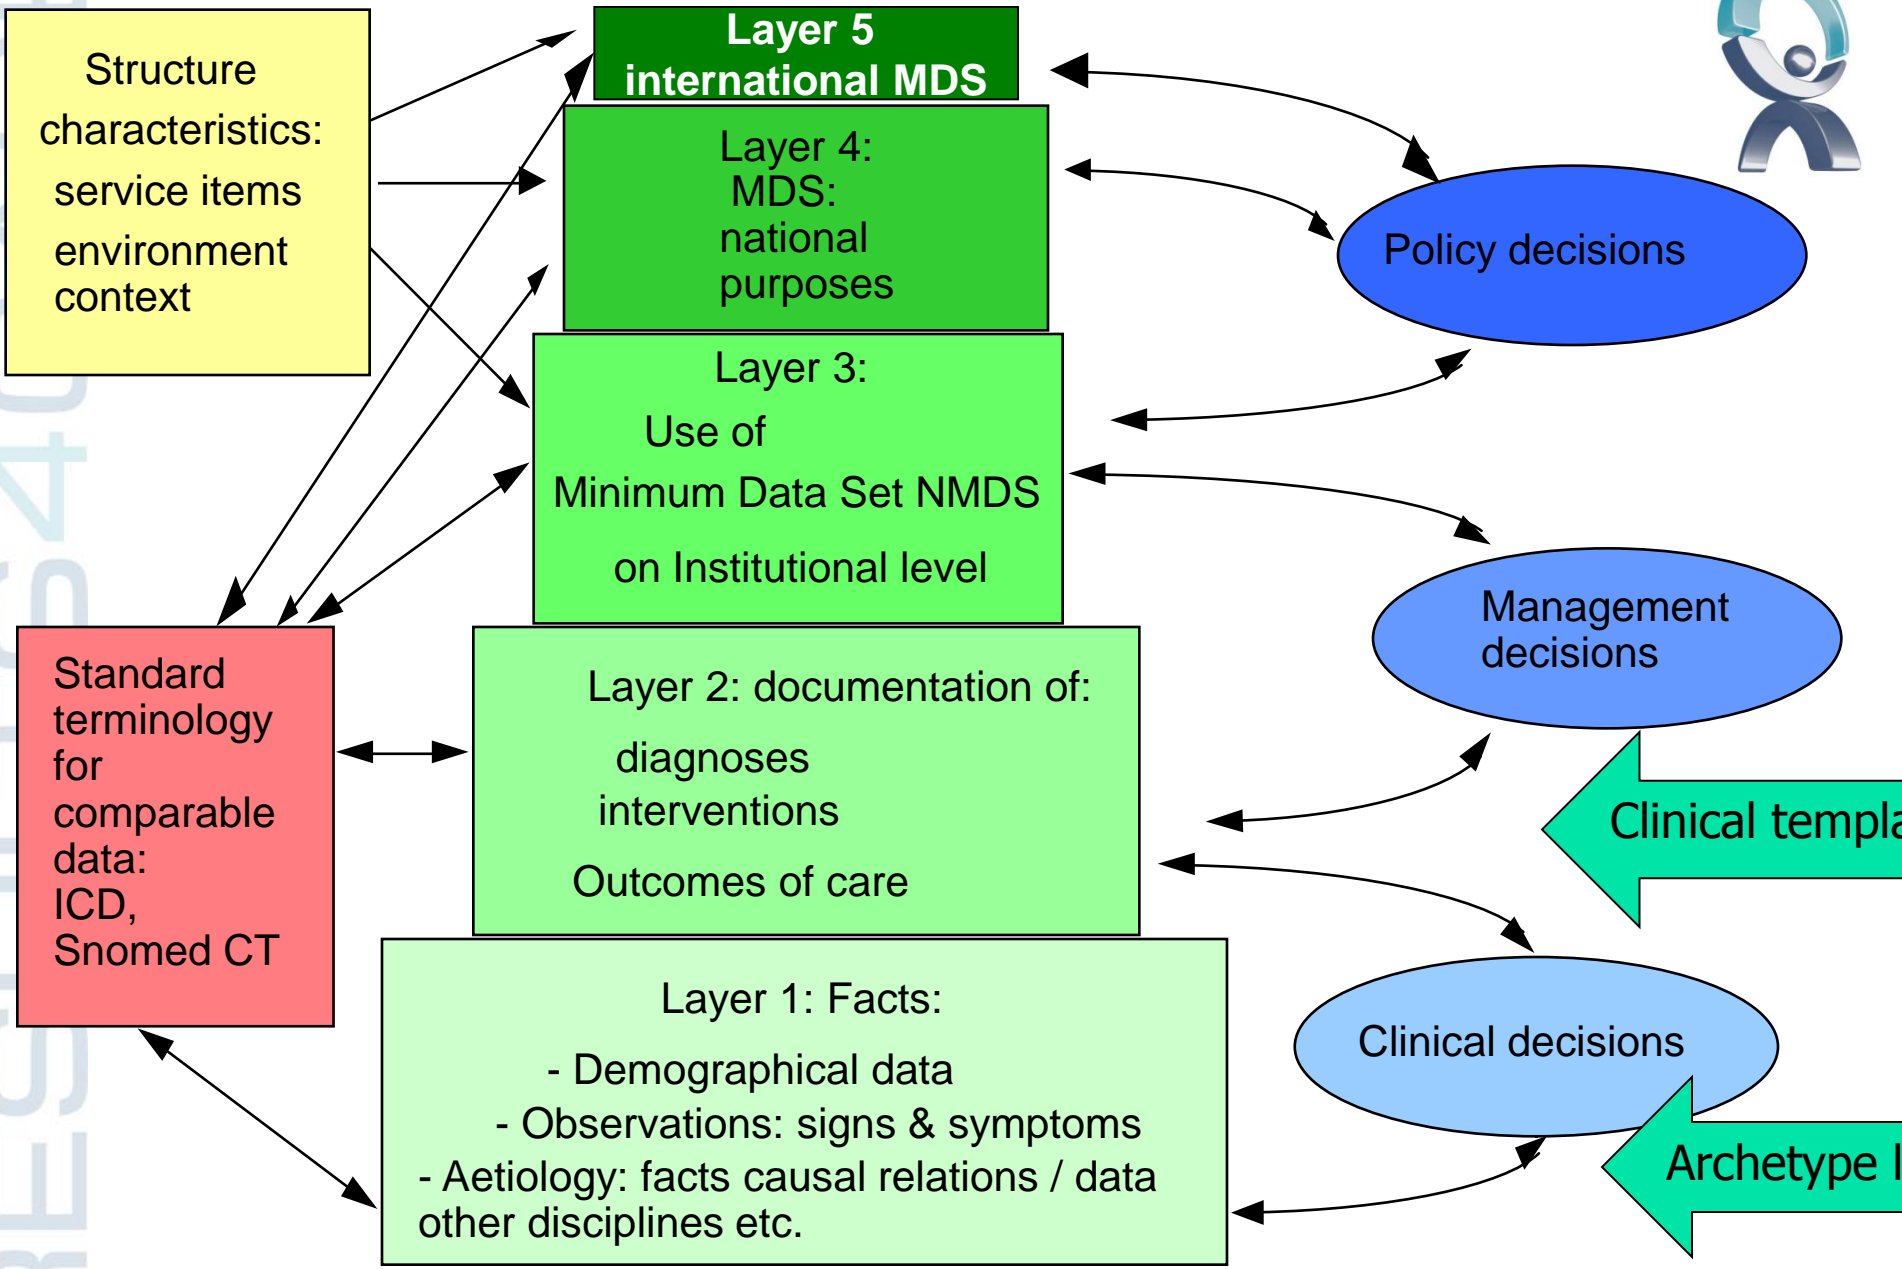 Structure
characteristics:
service items
environment
context
Layer 5
international MDS
Layer 4:
MDS:
national
purposes
Policy decisions
Layer 3:
Use of
Minimum Data Set NMDS
on Institutional level
Management
decisions
Standard
terminology
for
comparable
data:
ICD,
Snomed CT
Layer 2: documentation of:
diagnoses
interventions
Outcomes of care
Clinical
Clinical decisions
Layer 1: Facts:
- Demographical data
- Observations: signs & symptoms
- Aetiology: facts causal relations / data
other disciplines etc.
Archetype